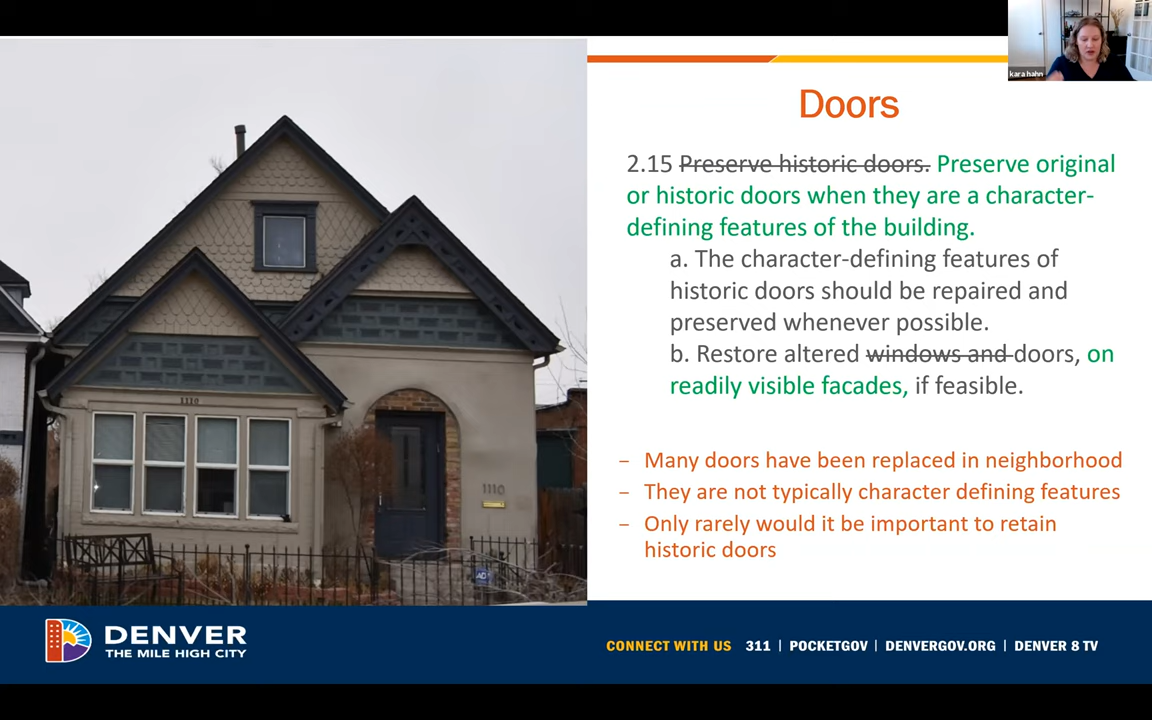 kara hahn
Doors
2.15 Preserve historic doors. Preserve original
or historic doors when they are a character-
defining features of the building.
a. The character-defining features of
historic doors should be repaired and
preserved whenever possible.
b. Restore altered windows and doors, on
readily visible facades, if feasible.
– Many doors have been replaced in neighborhood
– They are not typically character defining features
– Only rarely would it be important to retain
historic doors
1110
1110
ADT
DENVER
THE MILE HIGH CITY
CONNECT WITH US 311 | POCKETGOV | DENVERGOV.ORG | DENVER 8 TV